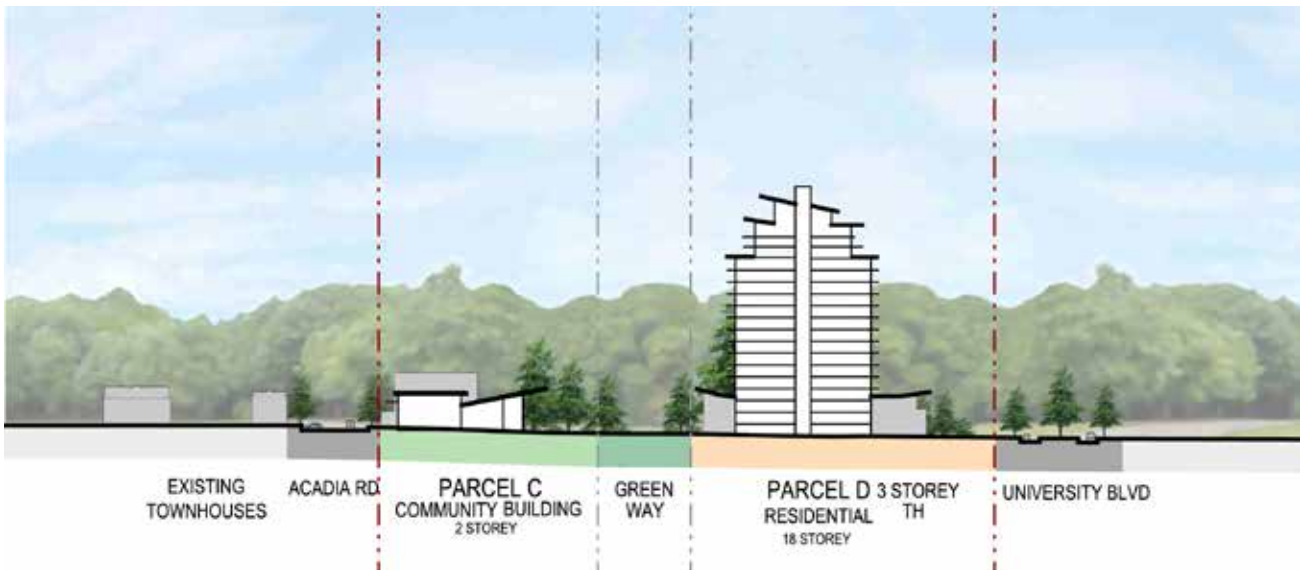 EXISTING
TOWNHOUSES
ACADIA RD
PARCEL C
COMMUNITY BUILDING
2 STOREY
GREEN
WAY
PARCEL D
RESIDENTIAL
18 STOREY
3 STOREY
TH
UNIVERSITY BLVD